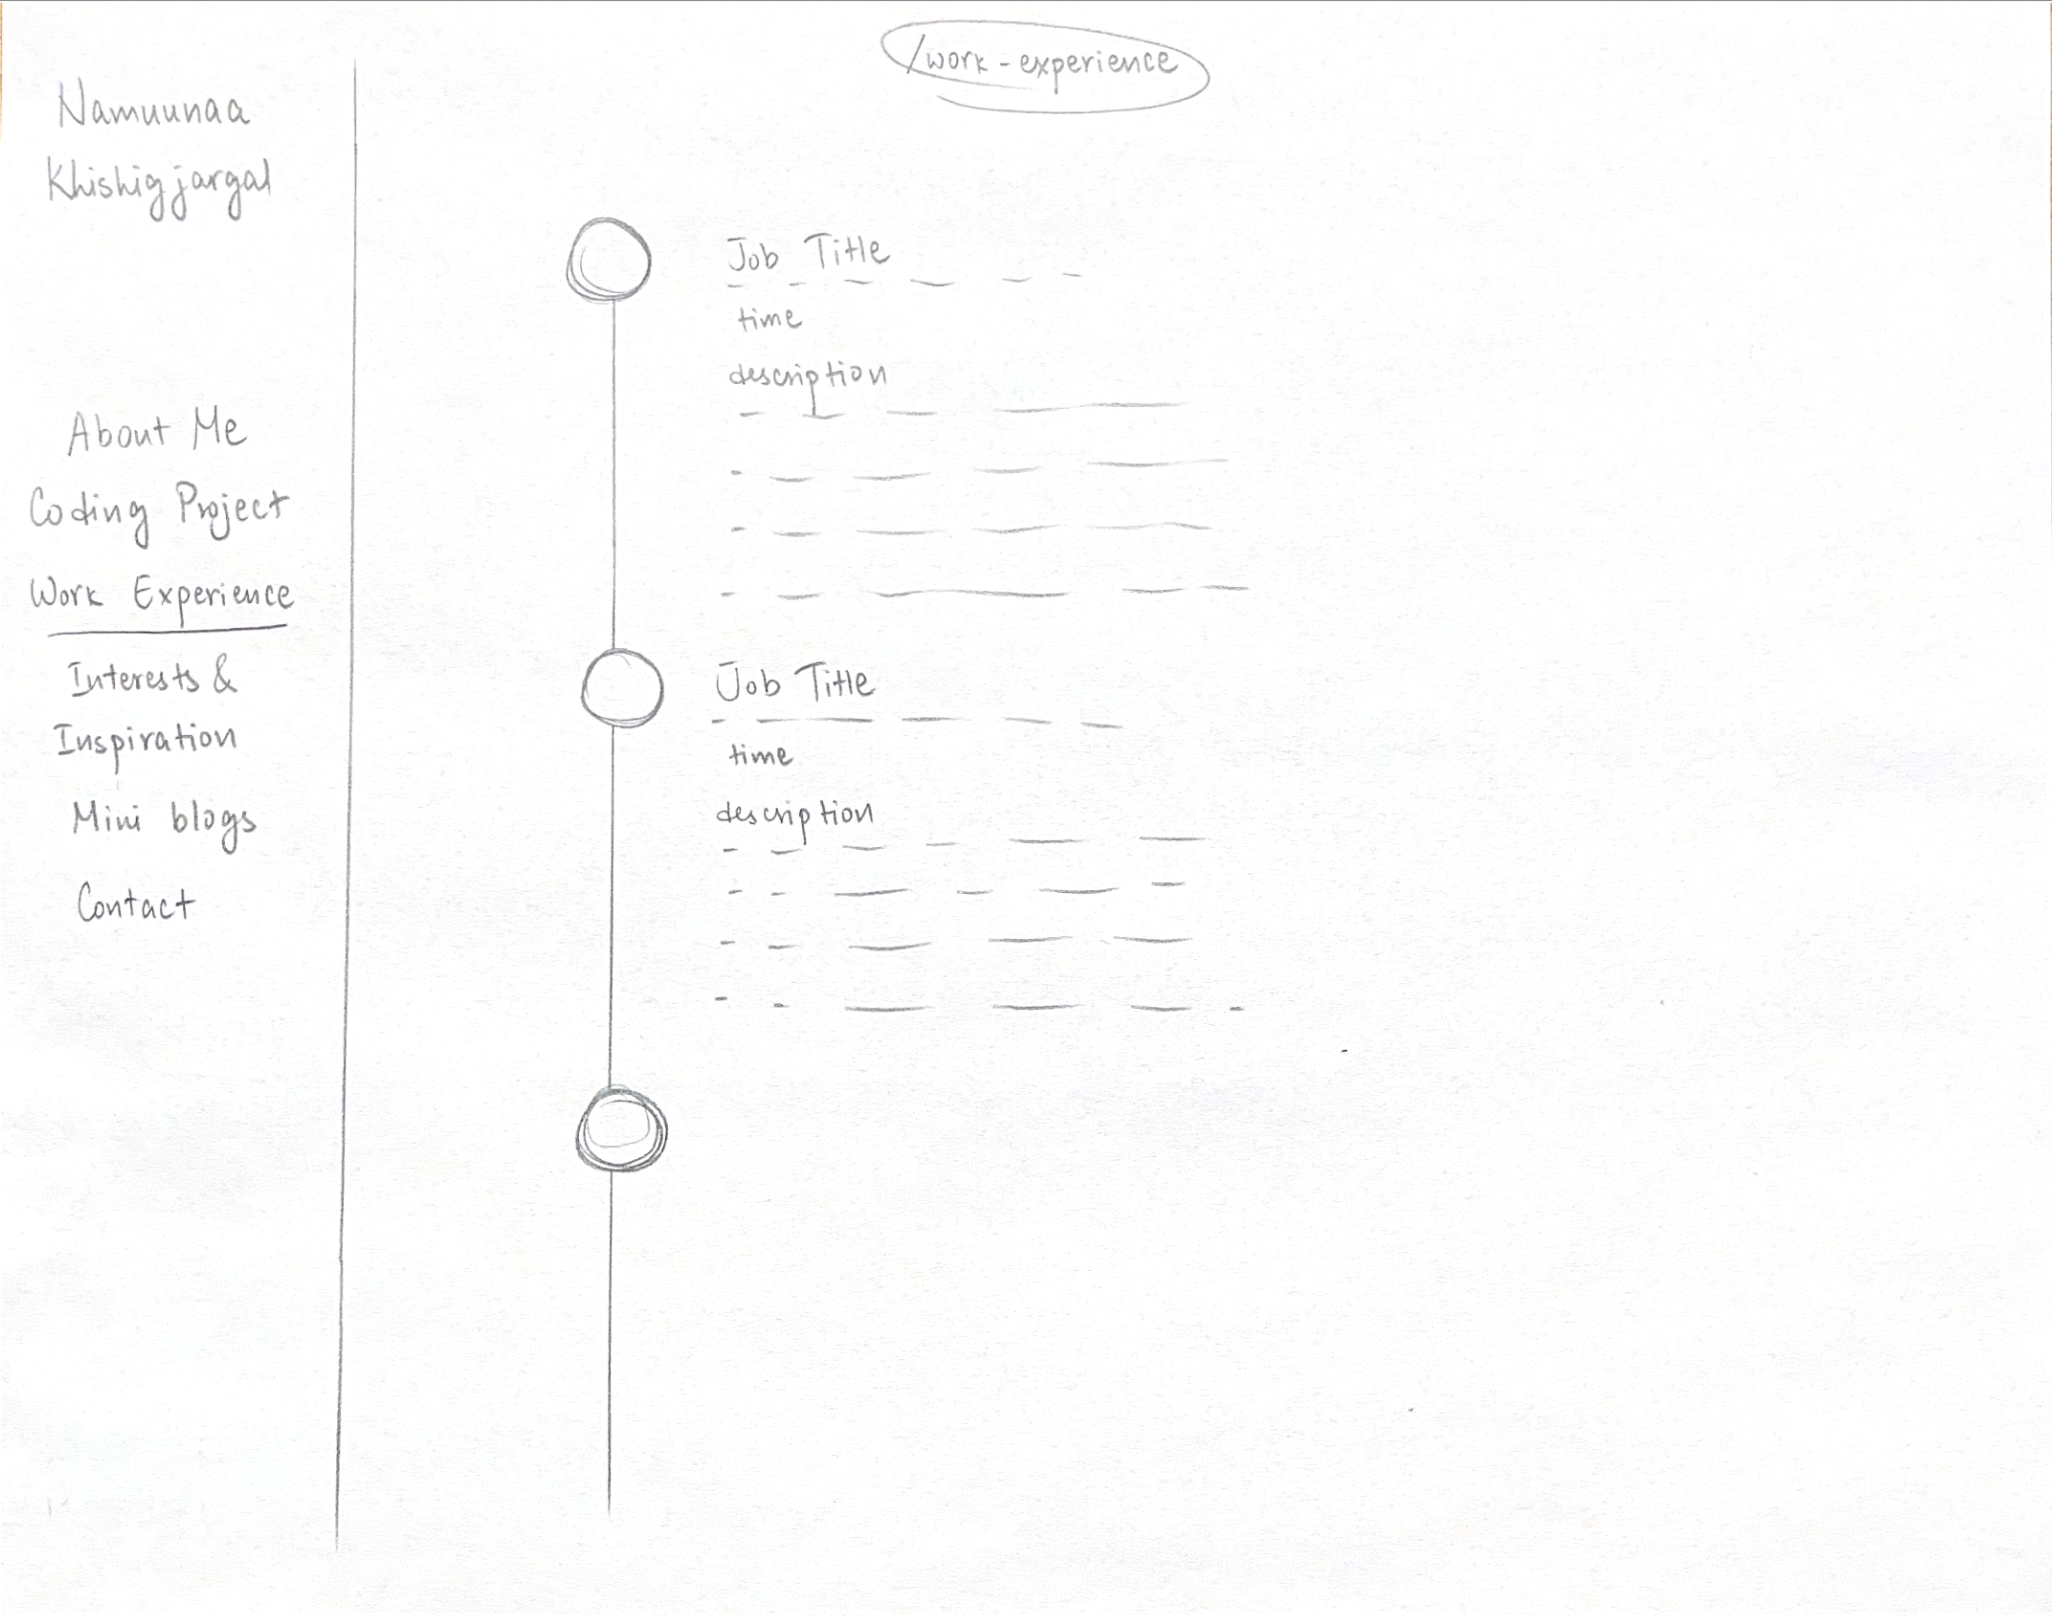 /work-experience
Namuunaa
Khishigjargal
About Me
Coding Project
Work Experience
Interests &
Inspiration
Mini blogs
Contact
Job Title
time
description
Job Title
time
description